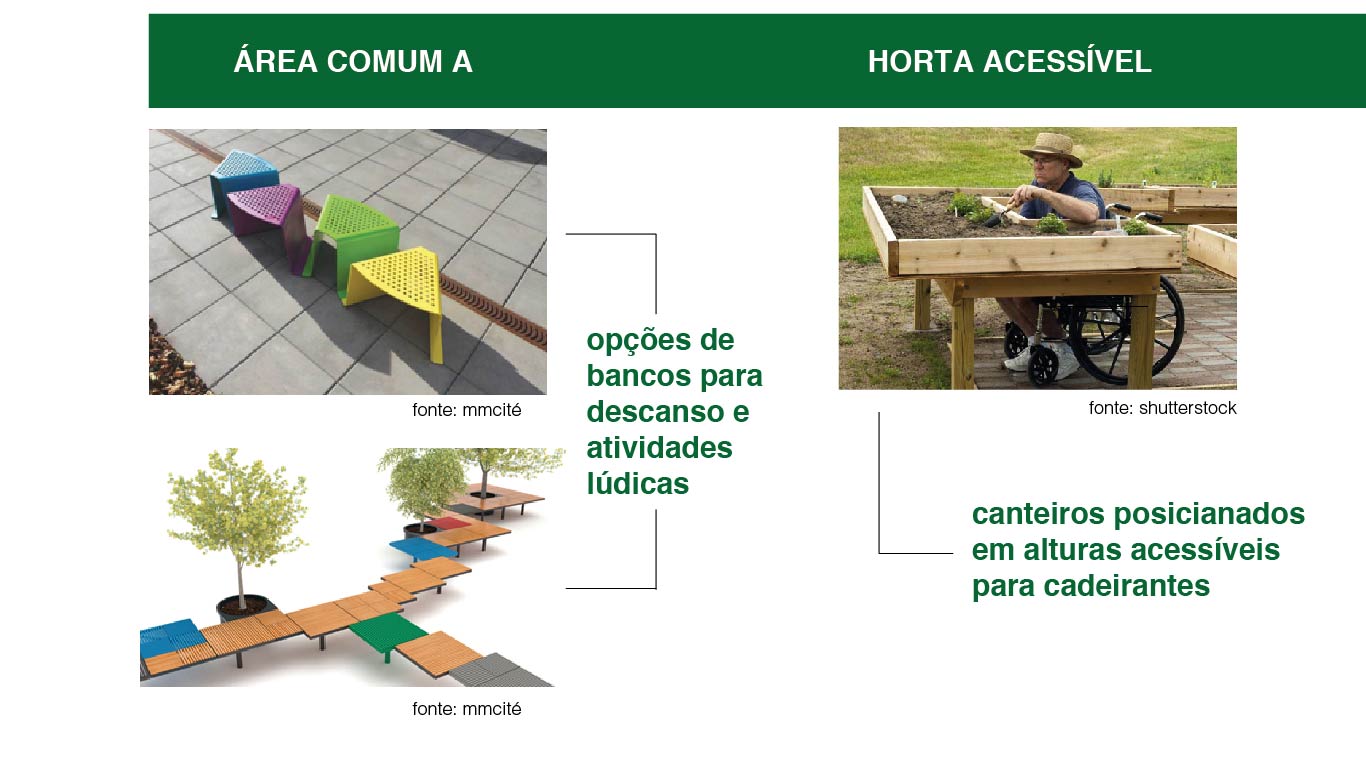 ÁREA COMUM A
HORTA ACESSÍVEL
fonte: mmcité
opções de
bancos para
descanso e
atividades
lúdicas
fonte: mmcité
fonte: shutterstock
canteiros posicianados
em alturas acessíveis
para cadeirantes